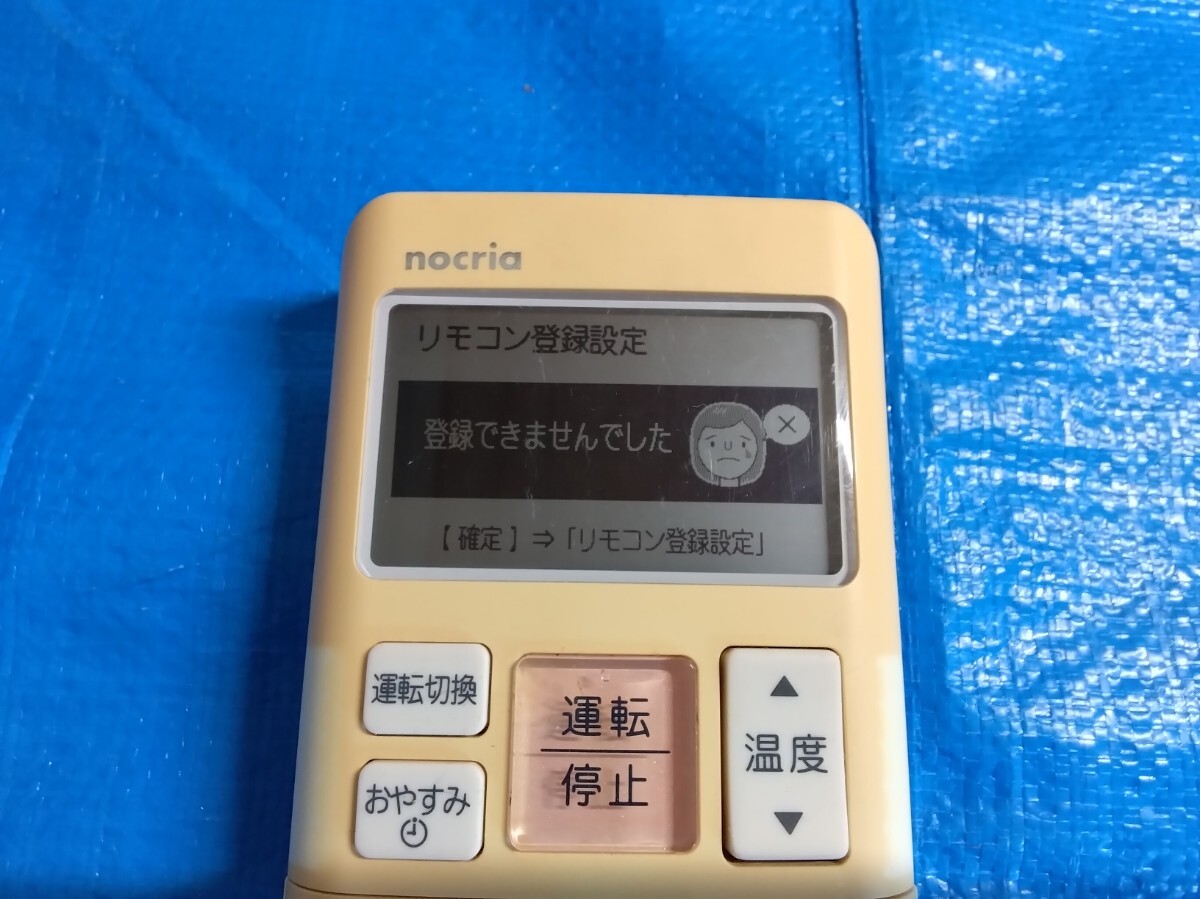 nocria
リモコン登録設定
登録できませんでした
【確定】⇒「リモコン登録設定」
運転切換
運転
停止
温度
おやすみ